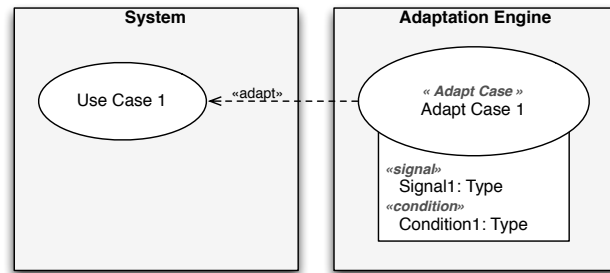 System
Adaptation Engine
Use Case 1
«adapt»
« Adapt Case »
Adapt Case 1
«signal»
Signal1: Type
«condition»
Condition1: Type